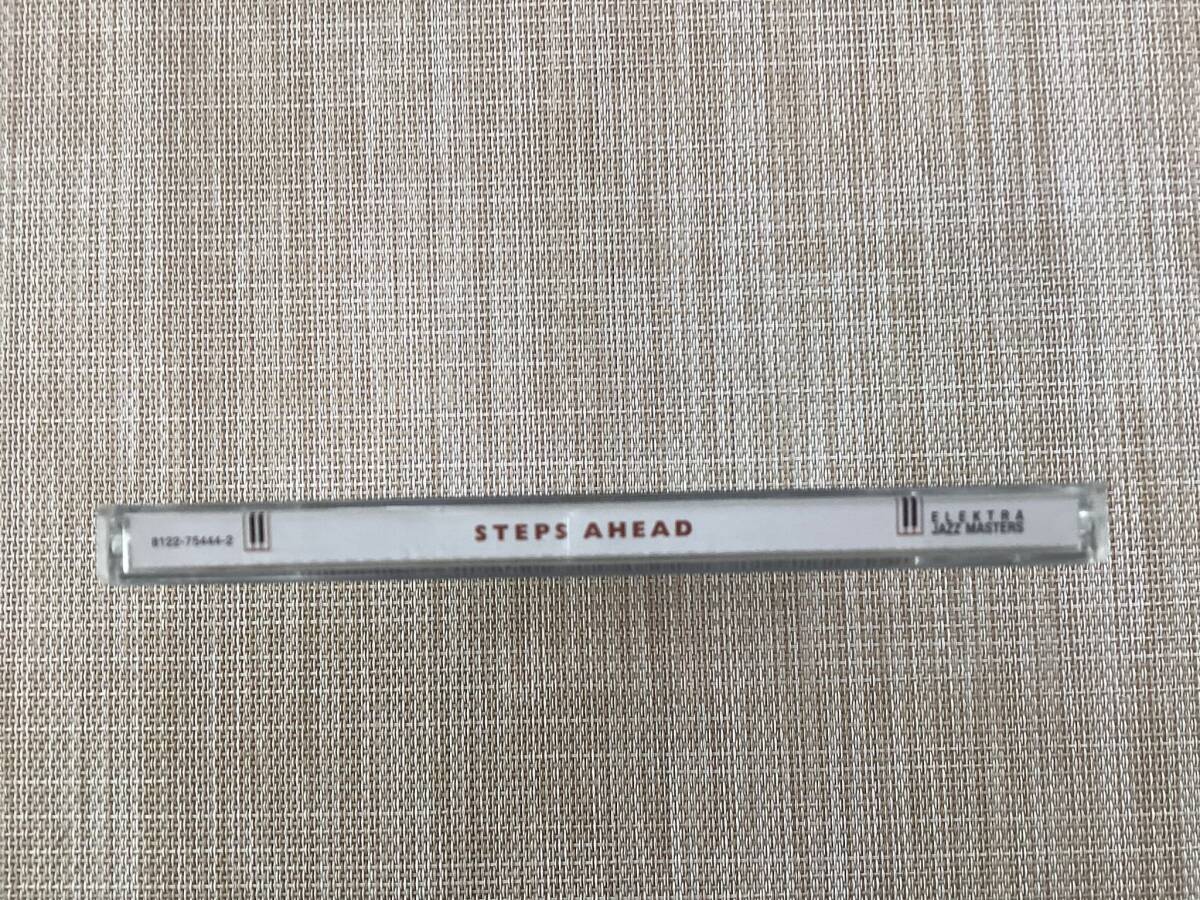 8122-75444-2
STEPS AHEAD
ELEKTRA
JAZZ MASTERS